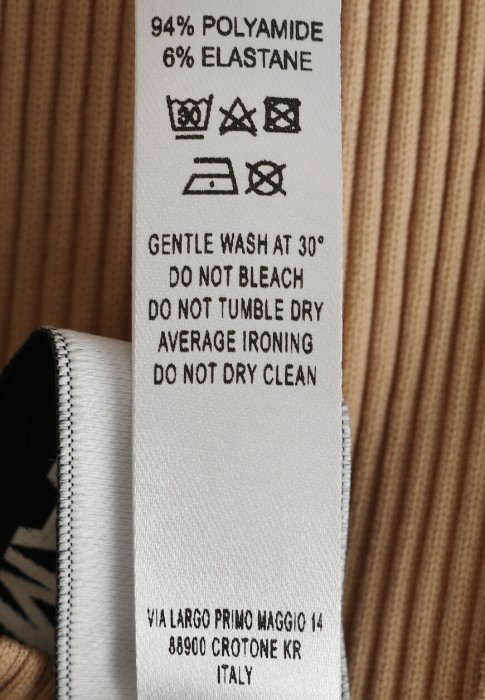 94% POLYAMIDE
6% ELASTANE
30
GENTLE WASH AT 30°
DO NOT BLEACH
DO NOT TUMBLE DRY
AVERAGE IRONING
DO NOT DRY CLEAN
VIA LARGO PRIMO MAGGIO 14
88900 CROTONE KR
ITALY